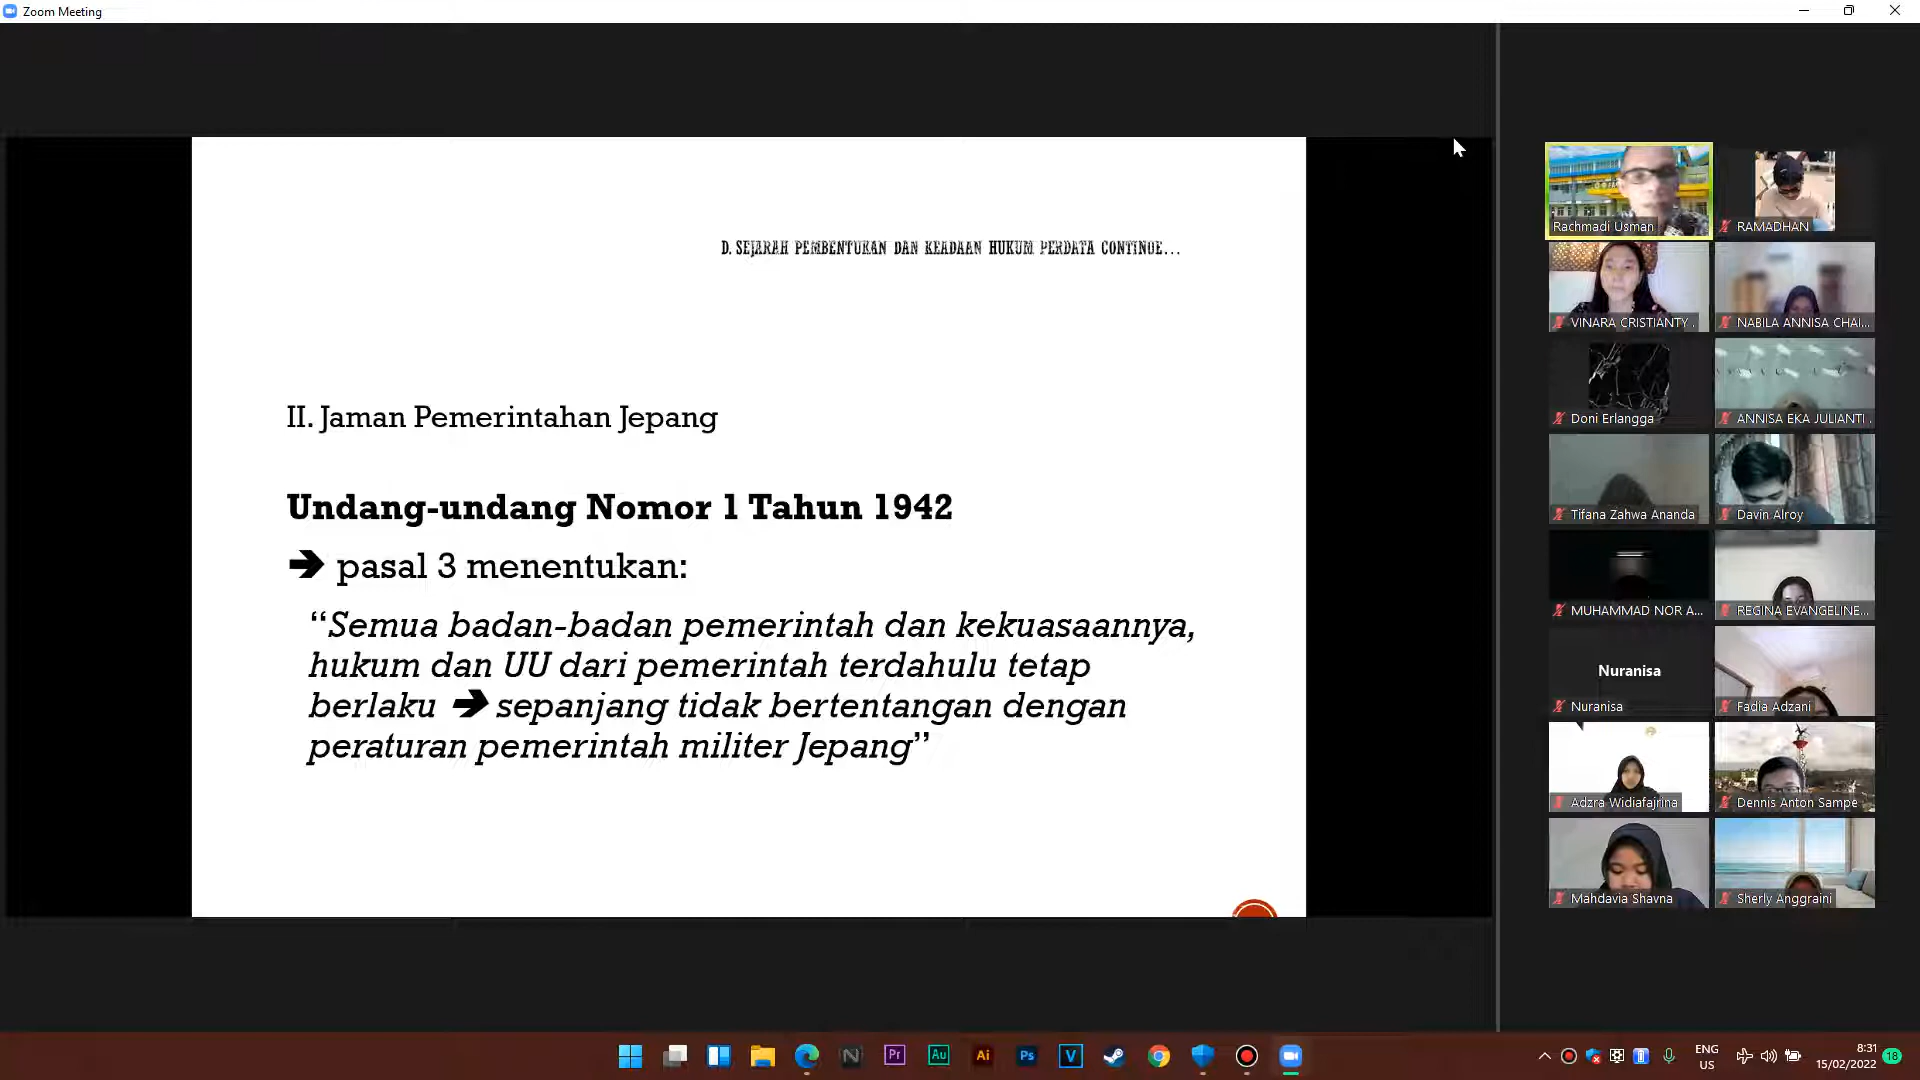 Zoom Meeting
D. SEJARAH PEMBENTUKAN DAN KEADAAN HUKUM PERDATA CONTINUE...
II. Jaman Pemerintahan Jepang
Undang-undang Nomor 1 Tahun 1942
➔ pasal 3 menentukan:
“Semua badan-badan pemerintah dan kekuasaannya,
hukum dan UU dari pemerintah terdahulu tetap
berlaku ➔ sepanjang tidak bertentangan dengan
peraturan pemerintah militer Jepang”
Rachmadi Usman
RAMADHAN
VINARA CRISTIANTY .
NABILA ANNISA CHAI...
Doni Erlangga
ANNISA EKA JULIANTI .
Tifana Zahwa Ananda
Davin Alroy
MUHAMMAD NOR A...
REGINA EVANGELINE...
Nuranisa
Nuranisa
Fadia Adzani
Adzra Widiafajrina
Dennis Anton Sampe
Mahdavia Shavna
Sherly Anggraini
N
Pr
Au
Ai
Ps
V
ENG
US
8:31
15/02/2022
18